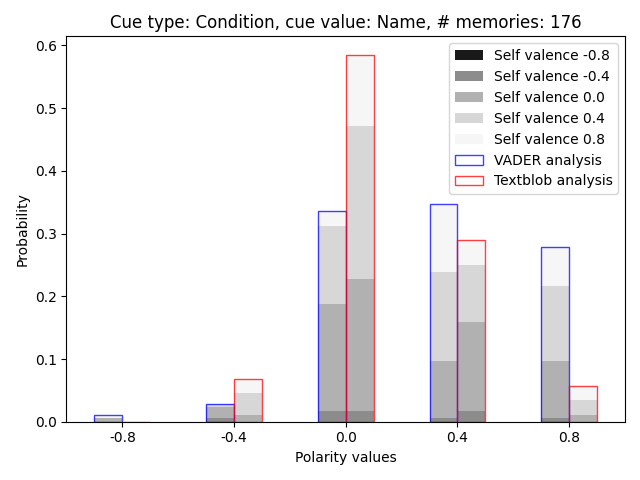 Cue type: Condition, cue value: Name, # memories: 176
Probability
0.6
0.5
0.4
0.3
0.2
0.1
0.0
Self valence -0.8
Self valence -0.4
Self valence 0.0
Self valence 0.4
Self valence 0.8
VADER analysis
Textblob analysis
-0.8 -0.4 0.0 0.4 0.8
Polarity values